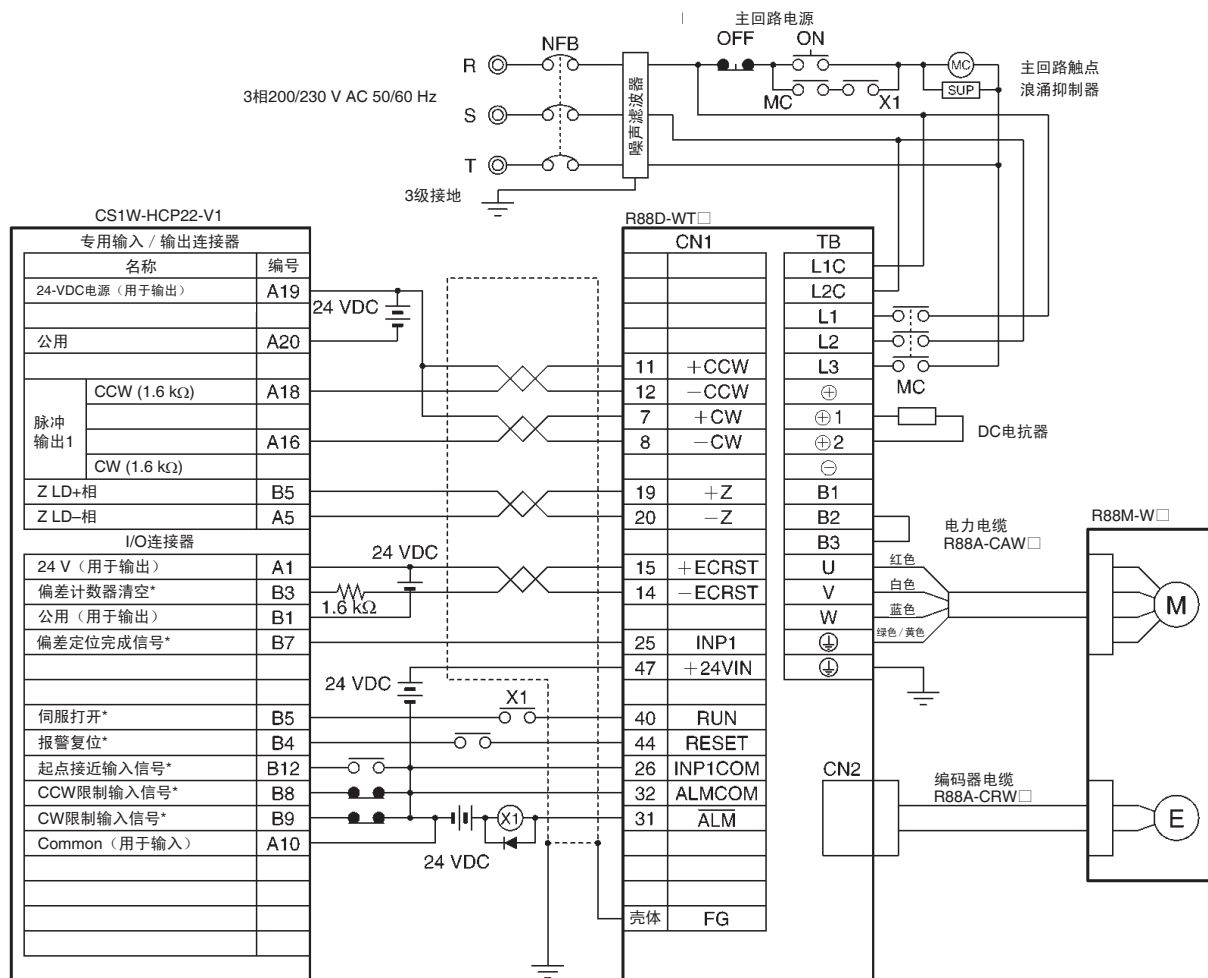 主回路电源
OFF
ON
NFB
R
S
T
3相200/230 V AC 50/60 Hz
噪声滤波器
MC
X1
MC
SUP
主回路触点
浪涌抑制器
3级接地
CS1W-HCP22-V1
专用输入 / 输出连接器
名称 编号
24-VDC电源（用于输出） A19
公用 A20
脉冲
输出1
CCW (1.6 kΩ) A18
A16
CW (1.6 kΩ)
Z LD+相 B5
Z LD–相 A5
I/O连接器
24 V（用于输出） A1
偏差计数器清空* B3
公用（用于输出） B1
偏差定位完成信号* B7
伺服打开* B5
报警复位* B4
起点接近输入信号* B12
CCW限制输入信号* B8
CW限制输入信号* B9
Common（用于输入） A10
24 VDC
24 VDC
1.6 kΩ
24 VDC
X1
X1
24 VDC
R88D-WT□
CN1
11 +CCW
12 −CCW
7 +CW
8 −CW
19 +Z
20 −Z
15 +ECRST
14 −ECRST
25 INP1
47 +24VIN
40 RUN
44 RESET
26 INP1COM
32 ALMCOM
31 ALM
壳体 FG
TB
L1C
L2C
L1
L2
L3
⊕
⊕1
⊕2
⊖
B1
B2
B3
U
V
W
MC
DC电抗器
红色
白色
蓝色
绿色 / 黄色
电力电缆
R88A-CAW□
R88M-W□
M
CN2
编码器电缆
R88A-CRW□
E